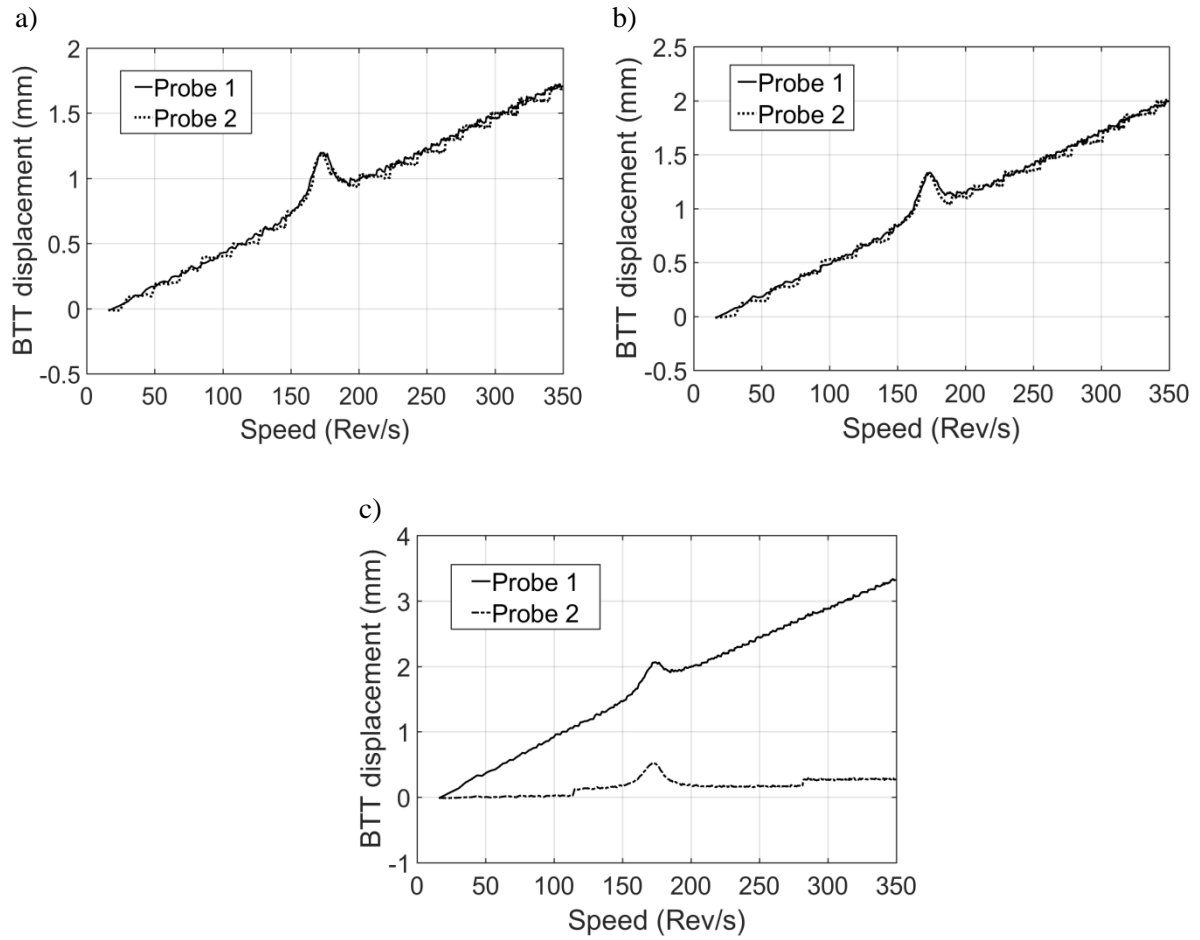 a)
BTT displacement (mm)
2
1.5
1
0.5
0
-0.5
Probe 1
Probe 2
0 50 100 150 200 250 300 350
Speed (Rev/s)
b)
BTT displacement (mm)
2.5
2
1.5
1
0.5
0
-0.5
Probe 1
Probe 2
0 50 100 150 200 250 300 350
Speed (Rev/s)
c)
BTT displacement (mm)
4
3
2
1
0
-1
Probe 1
Probe 2
0 50 100 150 200 250 300 350
Speed (Rev/s)